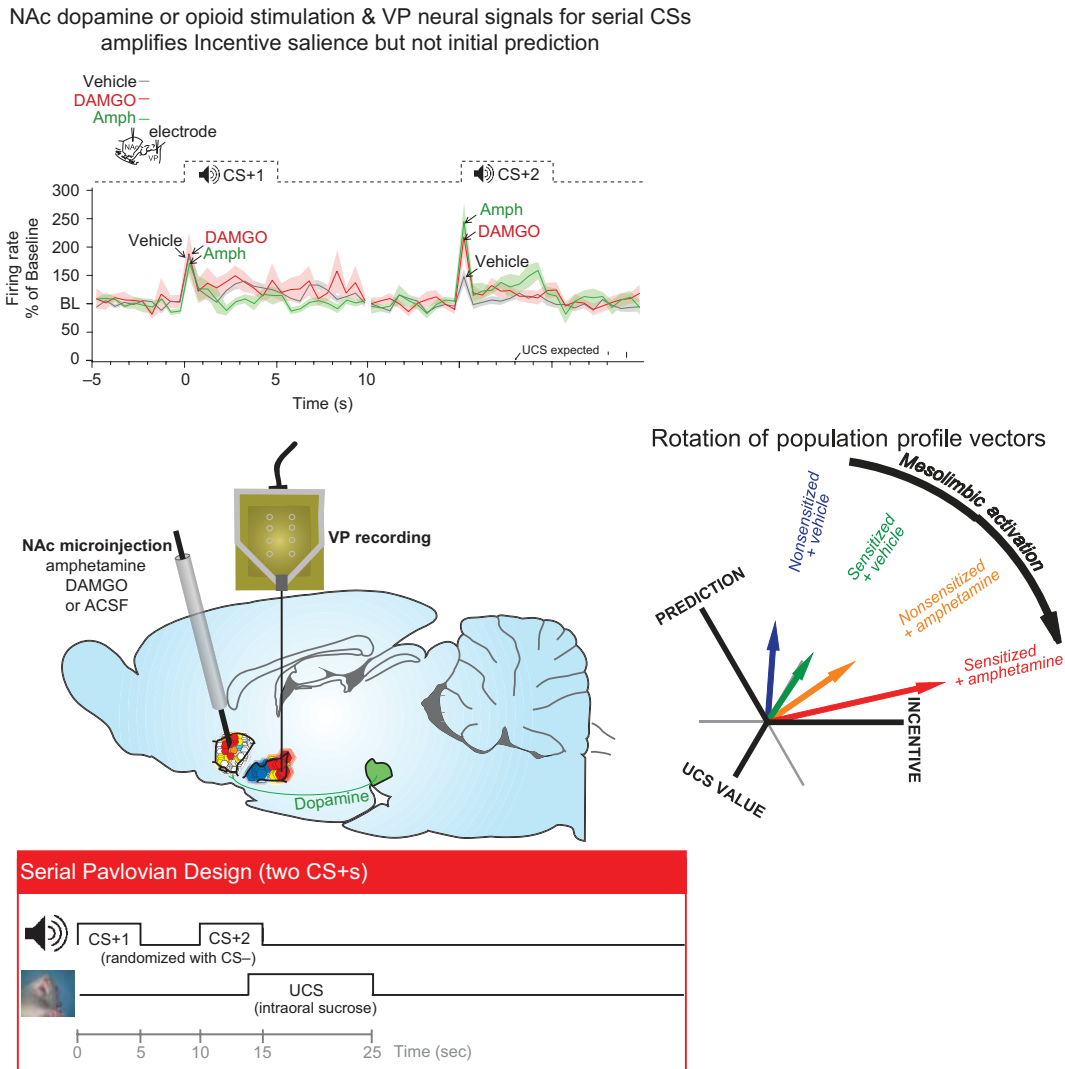 NAc dopamine or opioid stimulation & VP neural signals for serial CSs
amplifies Incentive salience but not initial prediction
Vehicle
DAMGO
Amph
electrode
NAc
VP
CS+1
CS+2
Firing rate
% of Baseline
300
250
200
150
BL
50
0
Vehicle
DAMGO
Amph
Amph
DAMGO
Vehicle
UCS expected
–5
0
5
10
Time (s)
NAc microinjection
amphetamine
DAMGO
or ACSF
VP recording
Dopamine
Rotation of population profile vectors
Mesolimbic activation
Nonsensitized
+ vehicle
Sensitized
+ vehicle
Nonsensitized
+ amphetamine
Sensitized
+ amphetamine
PREDICTION
INCENTIVE
UCS VALUE
Serial Pavlovian Design (two CS+s)
CS+1
CS+2
(randomized with CS–)
UCS
(intraoral sucrose)
0
5
10
15
25
Time (sec)